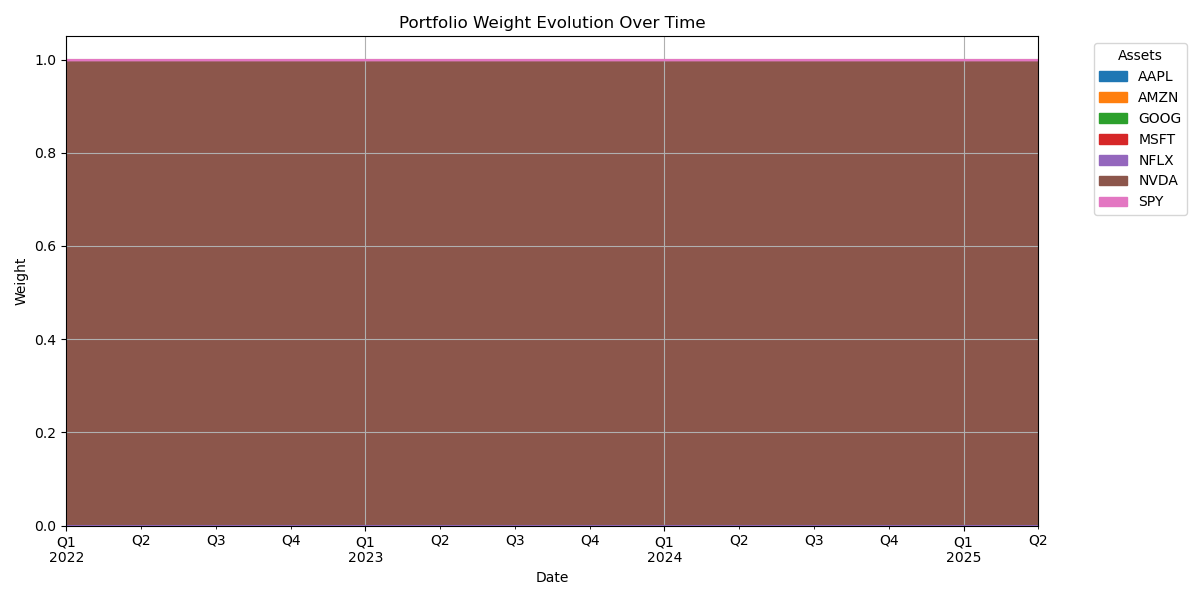 Portfolio Weight Evolution Over Time
Assets
AAPL
AMZN
GOOG
MSFT
NFLX
NVDA
SPY
Weight
1.0
0.8
0.6
0.4
0.2
0.0
Q1 Q2 Q3 Q4 Q1 Q2 Q3 Q4 Q1 Q2 Q3 Q4 Q1 Q2
2022 2023 2024 2025
Date